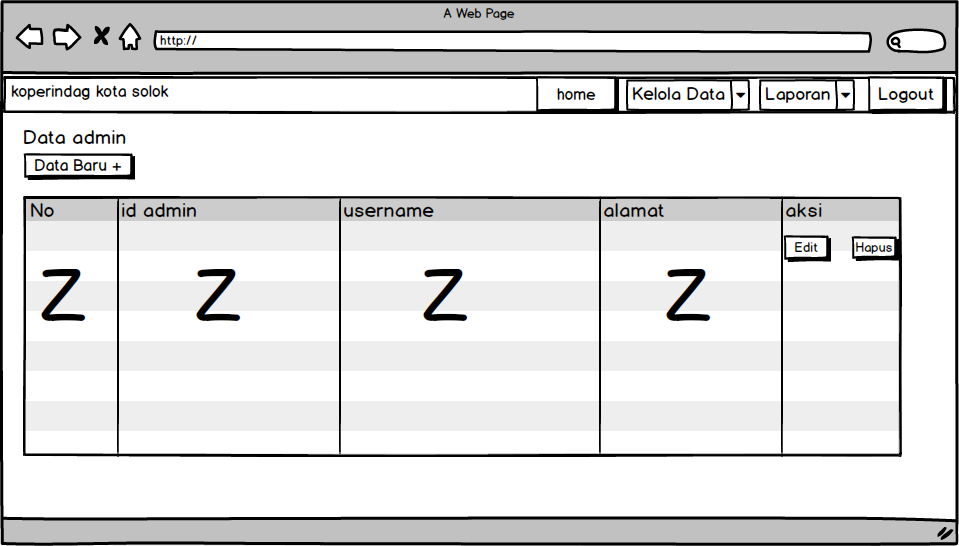 A Web Page
http://
koperindag kota solok
home
Kelola Data
Laporan
Logout
Data admin
Data Baru +
No id admin username alamat aksi
Edit Hapus
Z Z Z Z